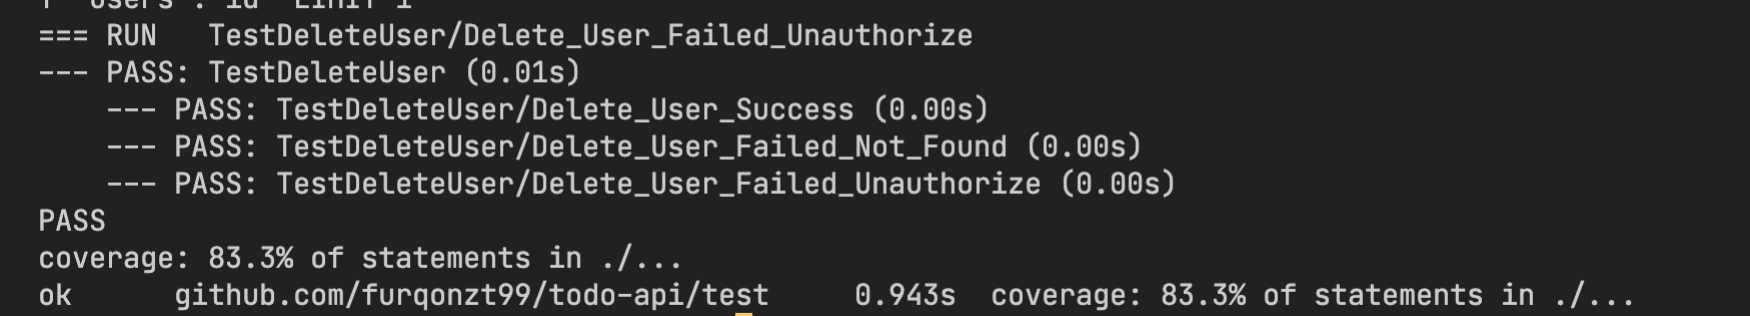 === RUN   TestDeleteUser/Delete_User_Failed_Unauthorize
--- PASS: TestDeleteUser (0.01s)
    --- PASS: TestDeleteUser/Delete_User_Success (0.00s)
    --- PASS: TestDeleteUser/Delete_User_Failed_Not_Found (0.00s)
    --- PASS: TestDeleteUser/Delete_User_Failed_Unauthorize (0.00s)
PASS
coverage: 83.3% of statements in ./...
ok      github.com/furqonzt99/todo-api/test     0.943s  coverage: 83.3% of statements in ./...